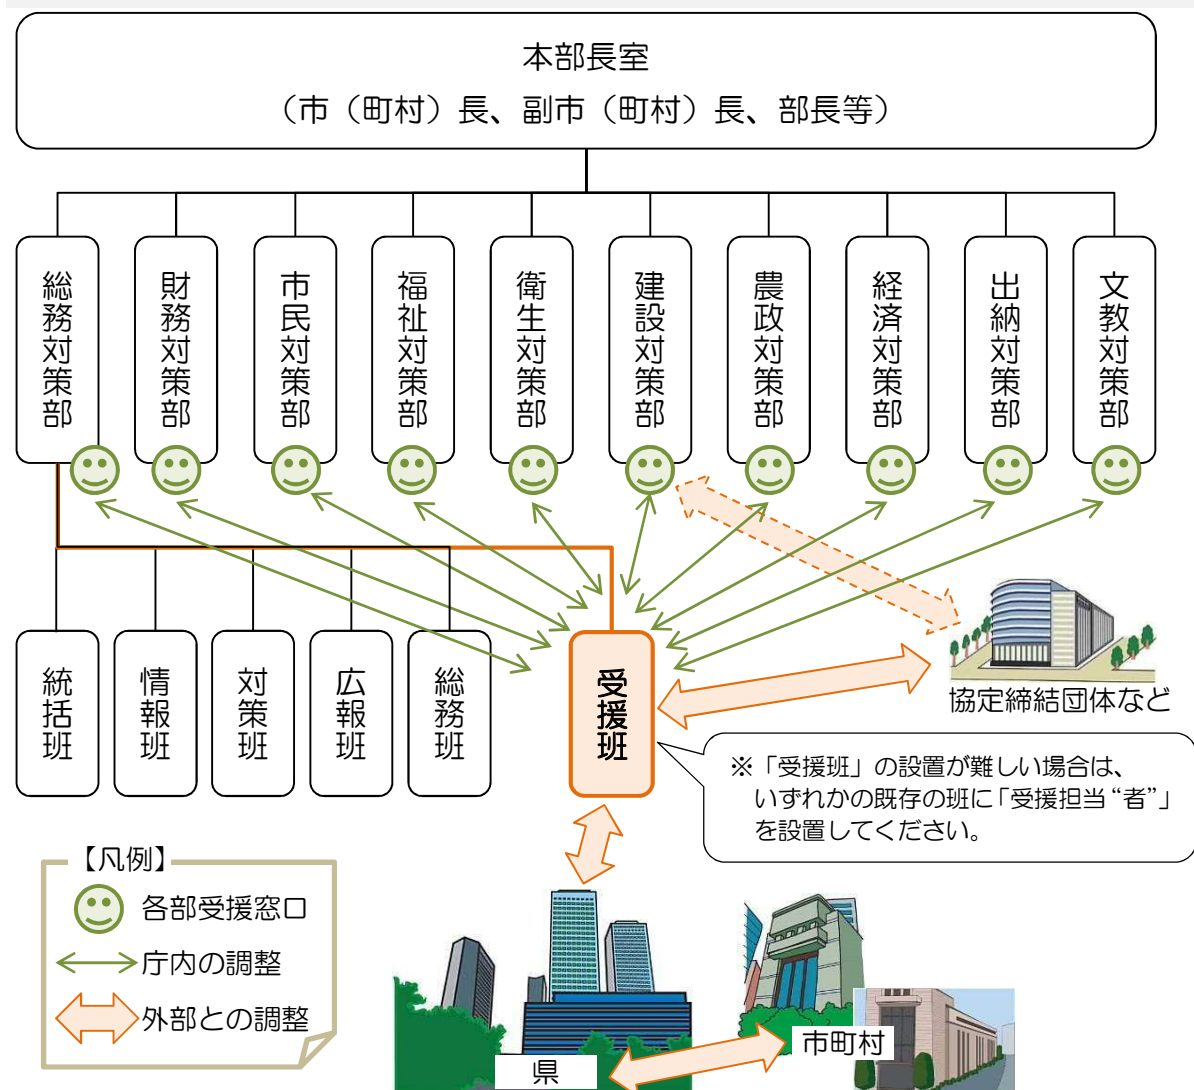 本部長室
（市（町村）長、副市（町村）長、部長等）
総務対策部
財務対策部
市民対策部
福祉対策部
衛生対策部
建設対策部
農政対策部
経済対策部
出納対策部
文教対策部
統括班
情報班
対策班
広報班
総務班
受援班
協定締結団体など
※「受援班」の設置が難しい場合は、
いずれかの既存の班に「受援担当“者”」
を設置してください。
【凡例】
各部受援窓口
庁内の調整
外部との調整
県
市町村